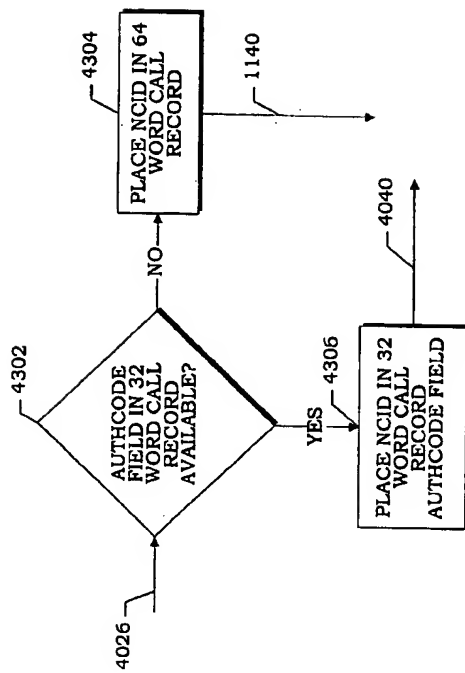 4302
4304
4026
AUTHCODE
FIELD IN 32
WORD CALL
RECORD
AVAILABLE?
NO
PLACE NCID IN 64
WORD CALL
RECORD
1140
YES
4306
PLACE NCID IN 32
WORD CALL
RECORD
AUTHCODE FIELD
4040